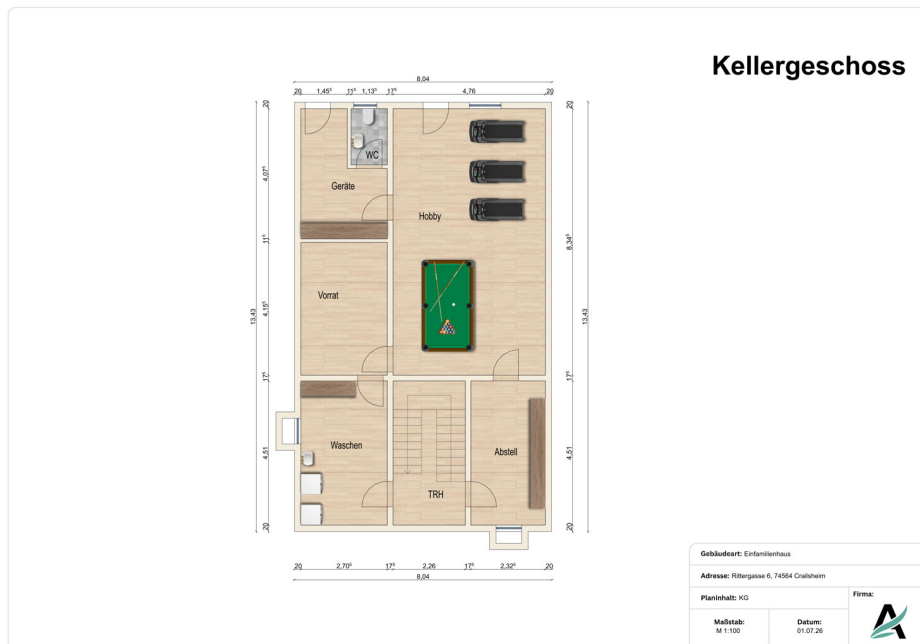 Kellergeschoss
8,04
20 1,45⁵ 11⁵ 1,13⁵ 17⁵ 4,76 20
20
4,07⁵
11⁵
4,15⁵
17⁵
4,51
20
13,43
WC
Geräte
Hobby
Vorrat
Waschen
TRH
Abstell
20
8,34⁵
17⁵
4,51
20
13,43
20 2,70⁵ 17⁵ 2,26 17⁵ 2,32⁵ 20
8,04
Gebäudeart: Einfamilienhaus
Adresse: Rittergasse 6, 74564 Crailsheim
Planinhalt: KG
Firma:
Maßstab:
M 1:100
Datum:
01.07.26